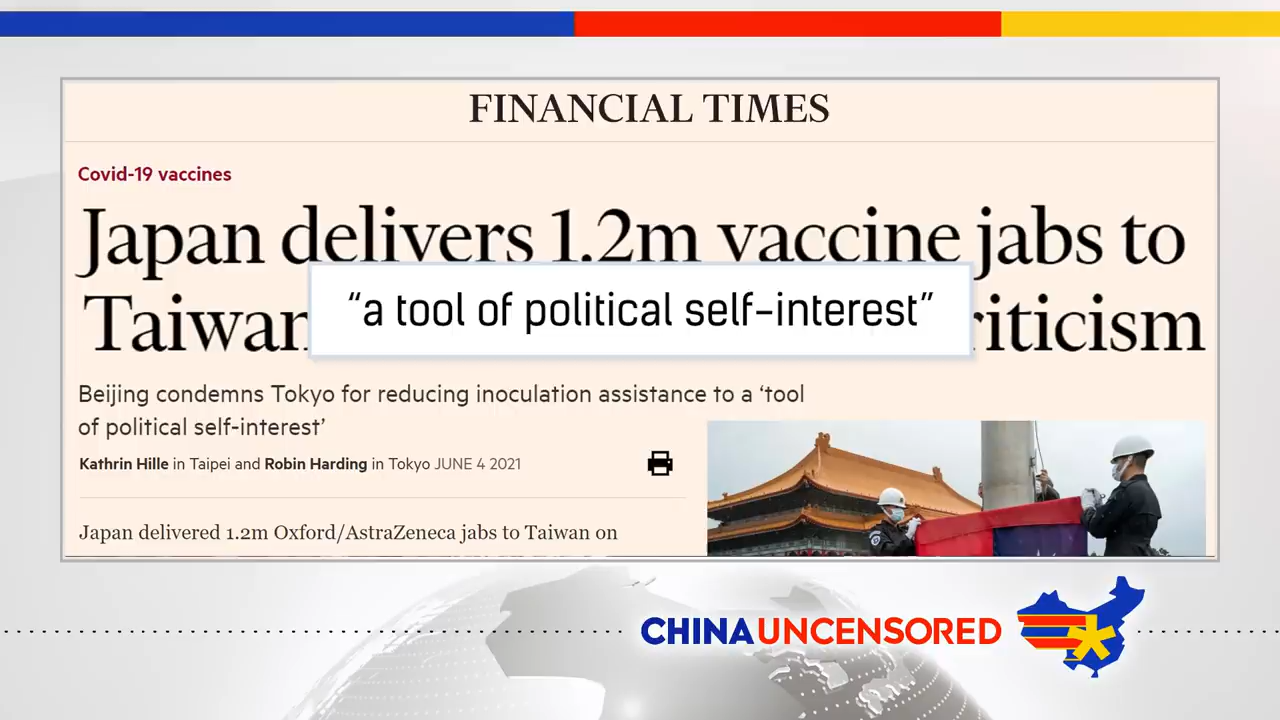 FINANCIAL TIMES
Covid-19 vaccines
Japan delivers 1.2m vaccine jabs to
Taiwan
“a tool of political self-interest”
Beijing condemns Tokyo for reducing inoculation assistance to a ‘tool
of political self-interest’
Kathrin Hille in Taipei and Robin Harding in Tokyo JUNE 4 2021
Japan delivered 1.2m Oxford/AstraZeneca jabs to Taiwan on
CHINA UNCENSORED